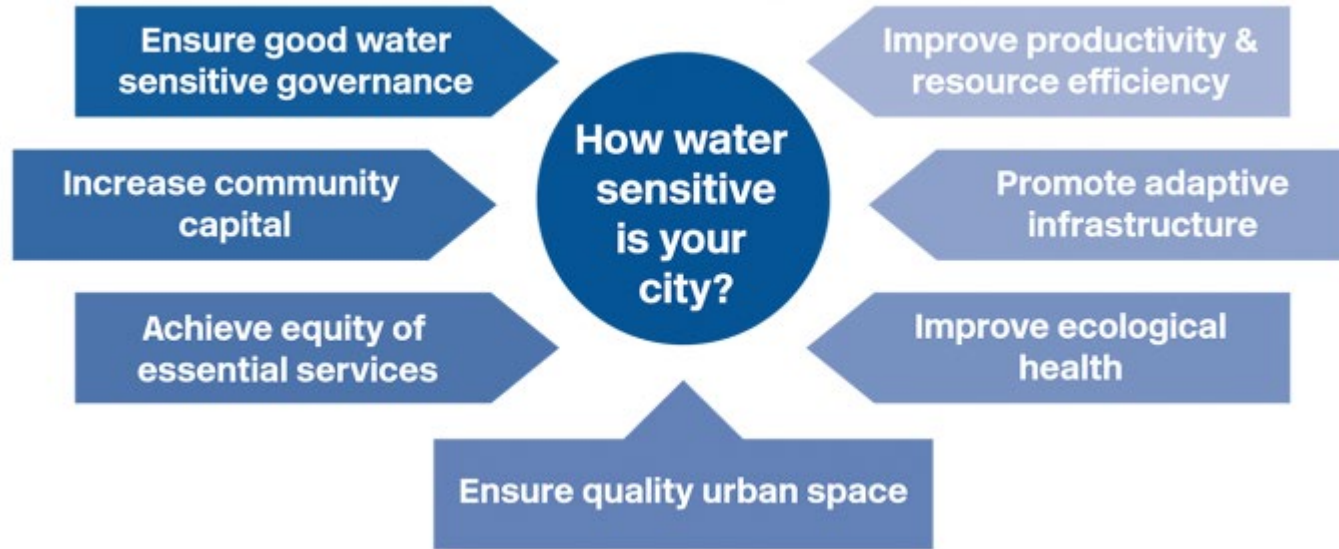 Ensure good water
sensitive governance
Increase community
capital
Achieve equity of
essential services
How water
sensitive
is your
city?
Improve productivity &
resource efficiency
Promote adaptive
infrastructure
Improve ecological
health
Ensure quality urban space